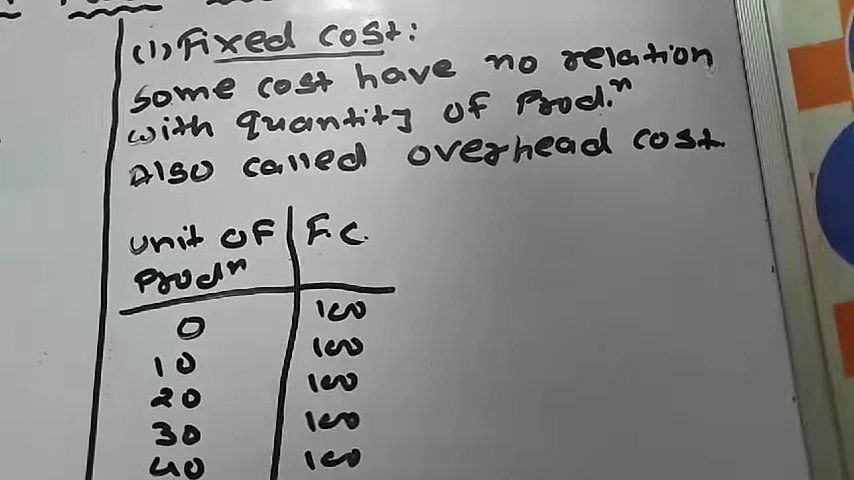 (1) Fixed cost:
some cost have no relation
with quantity of Prod.ⁿ
Also called overhead cost.
unit of | F.C.
Prodⁿ
0 | 100
10 | 100
20 | 100
30 | 100
40 | 100